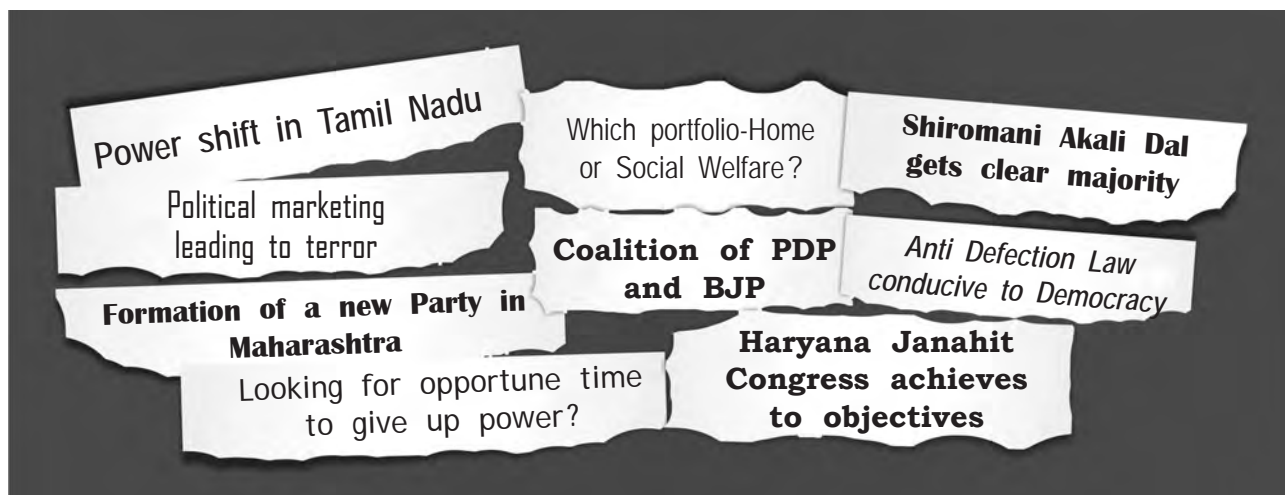 Power shift in Tamil Nadu
Which portfolio-Home
or Social Welfare?
Shiromani Akali Dal
gets clear majority
Political marketing
leading to terror
Coalition of PDP
and BJP
Anti Defection Law
conducive to Democracy
Formation of a new Party in
Maharashtra
Haryana Janahit
Congress achieves
to objectives
Looking for opportune time
to give up power?